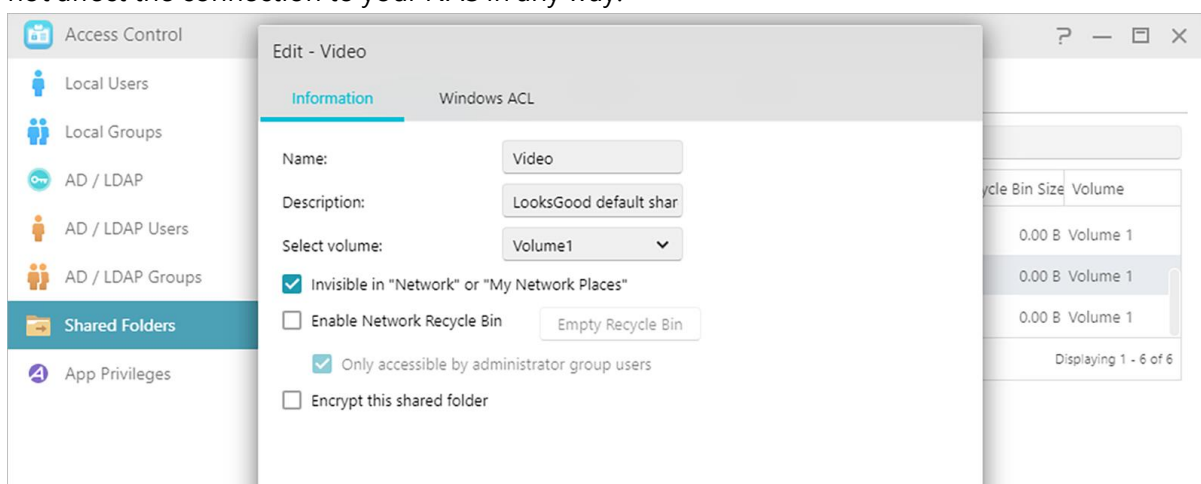 not affect the connection to your NAS in any way.
Access Control
Edit - Video
?
Local Users
Information Windows ACL
Local Groups
Name: Video
AD / LDAP
Description: LooksGood default shar
ycle Bin Size Volume
AD / LDAP Users
Select volume: Volume1
0.00 B Volume 1
AD / LDAP Groups
Invisible in "Network" or "My Network Places"
0.00 B Volume 1
Shared Folders
Enable Network Recycle Bin Empty Recycle Bin
0.00 B Volume 1
Only accessible by administrator group users
Displaying 1 - 6 of 6
App Privileges
Encrypt this shared folder